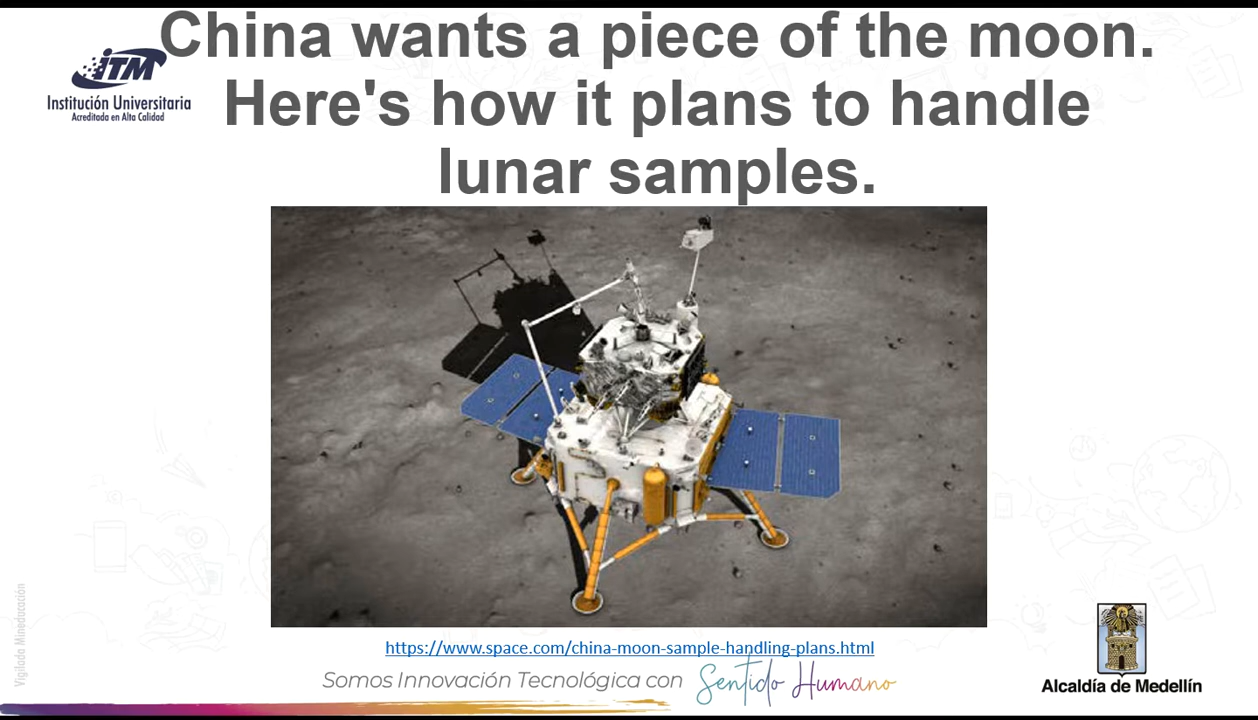 China wants a piece of the moon.
Here's how it plans to handle
lunar samples.
iTM
Institución Universitaria
Acreditada en Alta Calidad
https://www.space.com/china-moon-sample-handling-plans.html
Somos Innovación Tecnológica con Sentido Humano
Alcaldía de Medellín
Vigilada Mineducación